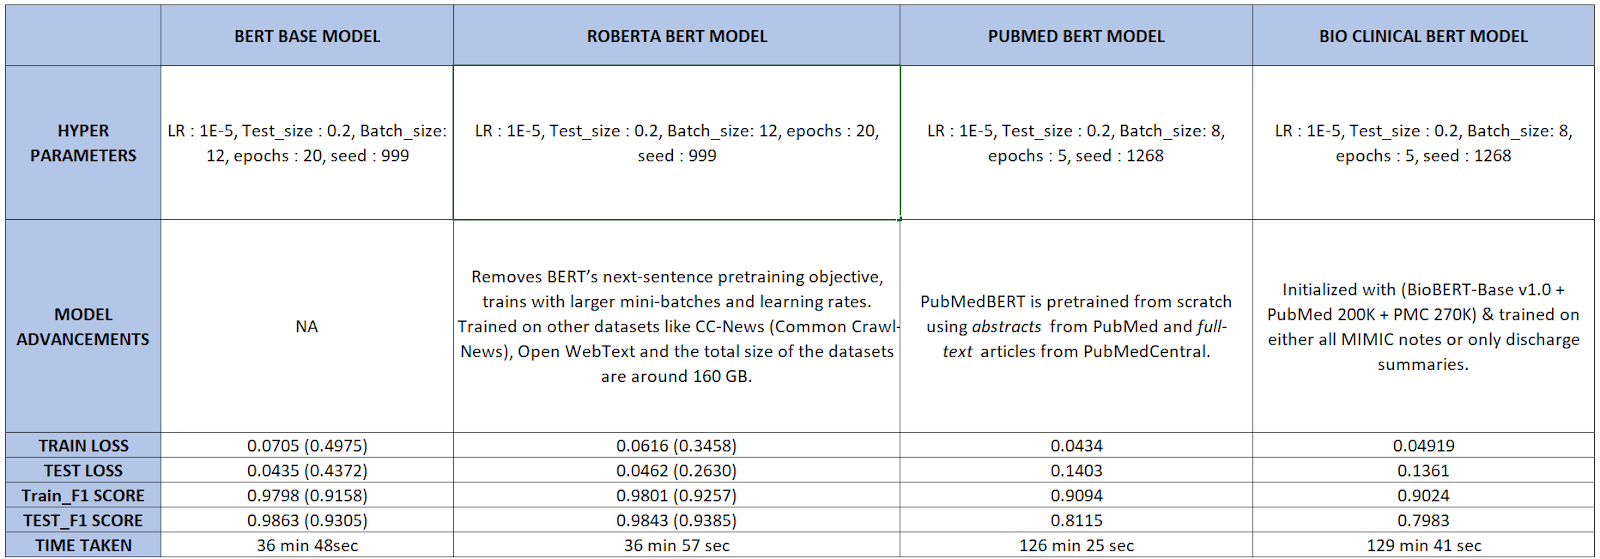 BERT BASE MODEL ROBERTA BERT MODEL PUBMED BERT MODEL BIO CLINICAL BERT MODEL
HYPER
PARAMETERS
LR : 1E-5, Test_size : 0.2, Batch_size:
12, epochs : 20, seed : 999
LR : 1E-5, Test_size : 0.2, Batch_size: 12, epochs : 20,
seed : 999
LR : 1E-5, Test_size : 0.2, Batch_size: 8,
epochs : 5, seed : 1268
LR : 1E-5, Test_size : 0.2, Batch_size: 8,
epochs : 5, seed : 1268
MODEL
ADVANCEMENTS
NA
Removes BERT’s next-sentence pretraining objective,
trains with larger mini-batches and learning rates.
Trained on other datasets like CC-News (Common Crawl-
News), Open WebText and the total size of the datasets
are around 160 GB.
PubMedBERT is pretrained from scratch
using abstracts from PubMed and full-
text articles from PubMedCentral.
Initialized with (BioBERT-Base v1.0 +
PubMed 200K + PMC 270K) & trained on
either all MIMIC notes or only discharge
summaries.
TRAIN LOSS 0.0705 (0.4975) 0.0616 (0.3458) 0.0434 0.04919
TEST LOSS 0.0435 (0.4372) 0.0462 (0.2630) 0.1403 0.1361
Train_F1 SCORE 0.9798 (0.9158) 0.9801 (0.9257) 0.9094 0.9024
TEST_F1 SCORE 0.9863 (0.9305) 0.9843 (0.9385) 0.8115 0.7983
TIME TAKEN 36 min 48sec 36 min 57 sec 126 min 25 sec 129 min 41 sec